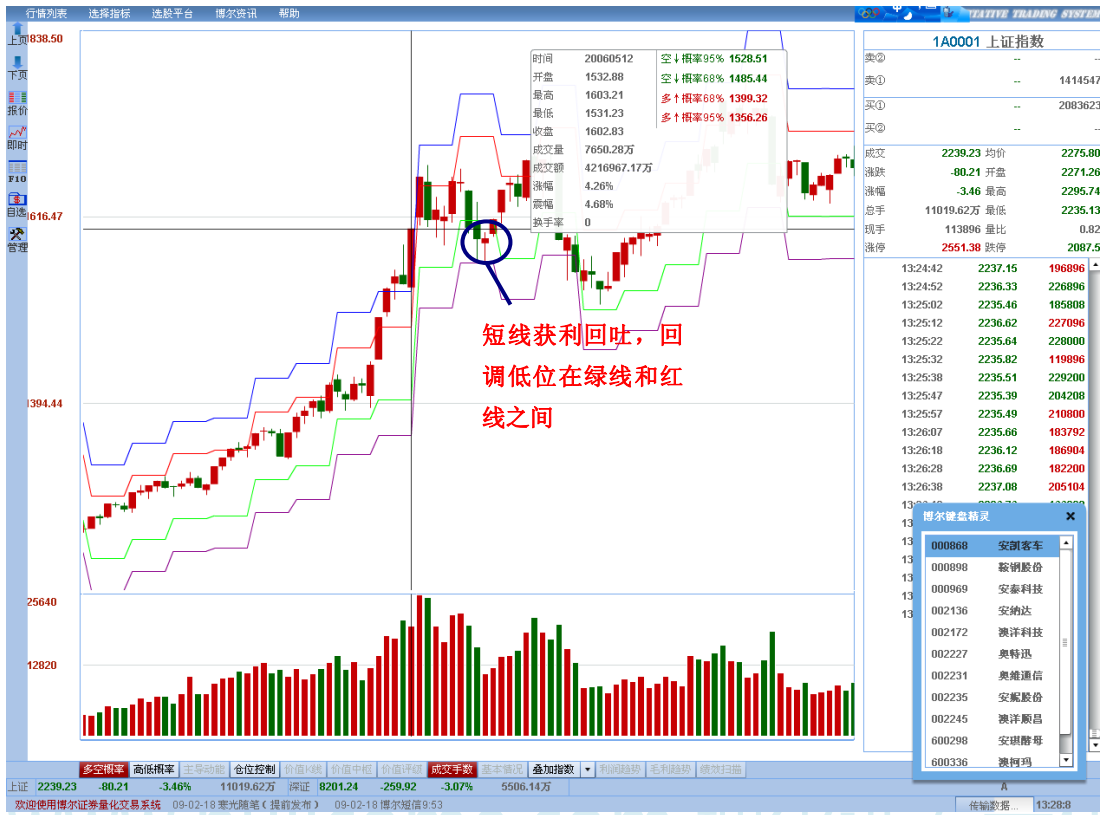 行情列表 选择指标 选股平台 博尔资讯 帮助
TATIVE TRADING SYSTEM
上页
下页
报价
即时
F10
自选
管理
838.50
616.47
394.44
25640
12820
时间 20060512
开盘 1532.88
最高 1603.21
最低 1531.23
收盘 1602.83
成交量 7650.28万
成交额 4216967.17万
涨幅 4.26%
震幅 4.68%
换手率 0
空↓概率95% 1528.51
空↓概率68% 1485.44
多↑概率68% 1399.32
多↑概率95% 1356.26
短线获利回吐，回
调低位在绿线和红
线之间
1A0001 上证指数
卖② -- --
卖① -- 1414547
买① -- 2083623
买② -- --
成交 2239.23 均价 2275.80
涨跌 -80.21 开盘 2271.26
涨幅 -3.46 最高 2295.74
总手 11019.62万 最低 2235.13
现手 113896 量比 0.82
涨停 2551.38 跌停 2087.5
13:24:42 2237.15 196896
13:24:52 2236.33 226896
13:25:02 2235.46 185808
13:25:12 2236.62 227096
13:25:22 2235.64 228000
13:25:32 2235.82 119896
13:25:38 2235.51 229200
13:25:47 2235.39 204208
13:25:57 2235.49 210800
13:26:07 2235.66 183792
13:26:18 2236.12 186904
13:26:28 2236.69 182200
13:26:38 2237.08 205104
13
13
13
13
13
13
博尔键盘精灵
000868 安凯客车
000898 鞍钢股份
000969 安泰科技
002136 安纳达
002172 澳洋科技
002227 奥特迅
002231 奥维通信
002235 安妮股份
002245 澳洋顺昌
600298 安琪酵母
600336 澳柯玛
多空概率 高低概率 主导动能 仓位控制 价值K线 价值中枢 价值评级 成交手数 基本情况 叠加指数 利润趋势 毛利趋势 绩效扫描
上证 2239.23 -80.21 -3.46% 11019.62万 深证 8201.24 -259.92 -3.07% 5506.14万 A
欢迎使用博尔证券量化交易系统 09-02-18 寒光随笔(提前发布) 09-02-18 博尔短信9:53 传输数据... 13:28:8